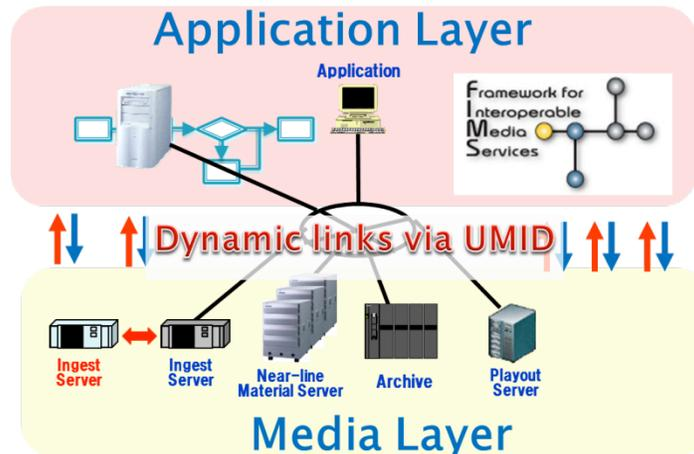 Application Layer
Application
Framework for
Interoperable
Media
Services
Dynamic links via UMID
Ingest
Server
Ingest
Server
Near-line
Material Server
Archive
Playout
Server
Media Layer